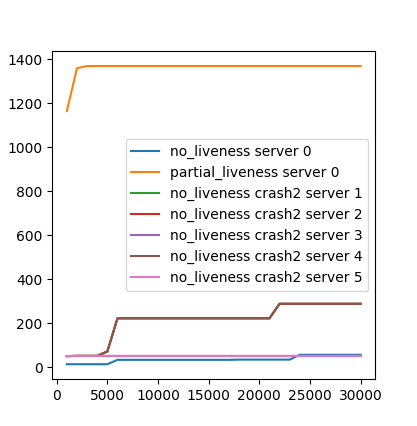 1400
1200
1000
800
600
400
200
0
no_liveness server 0
partial_liveness server 0
no_liveness crash2 server 1
no_liveness crash2 server 2
no_liveness crash2 server 3
no_liveness crash2 server 4
no_liveness crash2 server 5
0 5000 10000 15000 20000 25000 30000